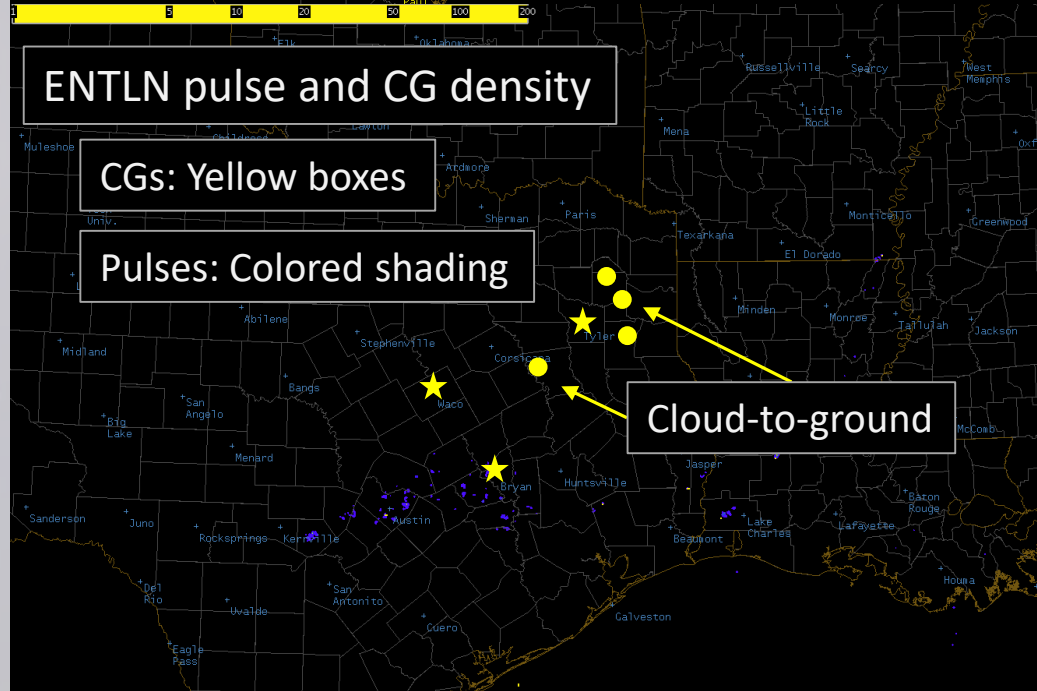 1 5 10 20 50 100 200
Elk
Oklahoma
ENTLN pulse and CG density
Russellville
Searcy
West
Memphis
Little
Rock
Lawton
Childress
Mena
Muleshoe
Ardmore
CGs: Yellow boxes
Univ.
Sherman
Paris
Monticello
Greenwood
Texarkana
El Dorado
Pulses: Colored shading
Abilene
Minden
Monroe
Tallulah
Jackson
Tyler
Stephenville
Midland
Corsicana
Bangs
San
Angelo
Waco
Cloud-to-ground
Big
Lake
McComb
Menard
Jasper
Bryan
Huntsville
Baton
Rouge
Sanderson
Juno
Austin
Lake
Charles
Lafayette
Rocksprings
Kerrville
Beaumont
Houma
Del
Rio
San
Antonito
Uvalde
Galveston
Cuero
Eagle
Pass